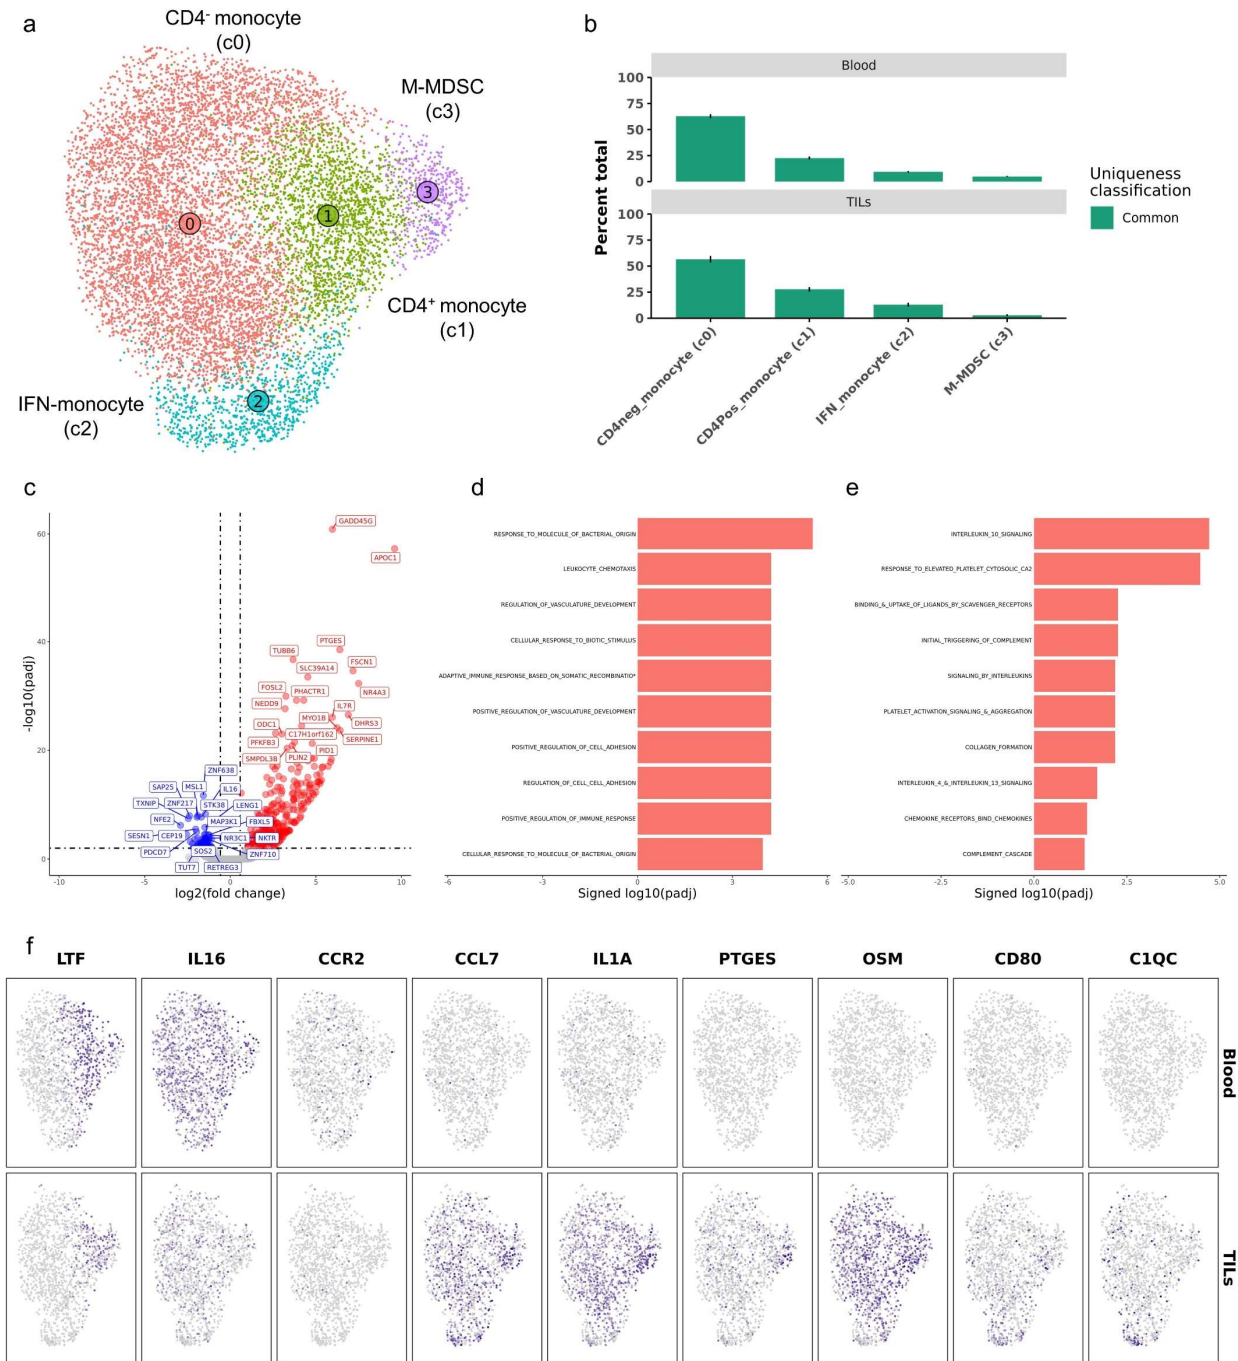 a
CD4- monocyte
(c0)
M-MDSC
(c3)
0
1
3
CD4+ monocyte
(c1)
IFN-monocyte
(c2)
2
b
Blood
100
75
50
25
0
TILs
100
75
50
25
0
Percent total
CD4neg_monocyte (c0)
CD4Pos_monocyte (c1)
IFN_monocyte (c2)
M-MDSC (c3)
Uniqueness
classification
Common
c
GADD45G
APOC1
PTGES
TUBB6
SLC39A14
FSCN1
FOSL2
PHACTR1
NR4A3
NEDD9
IL7R
MYO1B
DHRS3
ODC1
C17H1orf162
SERPINE1
PFKFB3
SMPDL3B
PLIN2
PID1
ZNF638
SAP25
MSL1
IL16
TXNIP
ZNF217
STK38
LENG1
NFE2
MAP3K1
FBXL5
SESN1
CEP19
NR3C1
NKTR
PDCD7
SOS2
ZNF710
TUT7
RETREG3
60
40
20
0
-log10(padj)
-10
-5
0
5
10
log2(fold change)
d
RESPONSE_TO_MOLECULE_OF_BACTERIAL_ORIGIN
LEUKOCYTE_CHEMOTAXIS
REGULATION_OF_VASCULATURE_DEVELOPMENT
CELLULAR_RESPONSE_TO_BIOTIC_STIMULUS
ADAPTIVE_IMMUNE_RESPONSE_BASED_ON_SOMATIC_RECOMBINATIO*
POSITIVE_REGULATION_OF_VASCULATURE_DEVELOPMENT
POSITIVE_REGULATION_OF_CELL_ADHESION
REGULATION_OF_CELL_CELL_ADHESION
POSITIVE_REGULATION_OF_IMMUNE_RESPONSE
CELLULAR_RESPONSE_TO_MOLECULE_OF_BACTERIAL_ORIGIN
-6
-3
0
3
6
Signed log10(padj)
e
INTERLEUKIN_10_SIGNALING
RESPONSE_TO_ELEVATED_PLATELET_CYTOSOLIC_CA2
BINDING_&_UPTAKE_OF_LIGANDS_BY_SCAVENGER_RECEPTORS
INITIAL_TRIGGERING_OF_COMPLEMENT
SIGNALING_BY_INTERLEUKINS
PLATELET_ACTIVATION_SIGNALING_&_AGGREGATION
COLLAGEN_FORMATION
INTERLEUKIN_4_&_INTERLEUKIN_13_SIGNALING
CHEMOKINE_RECEPTORS_BIND_CHEMOKINES
COMPLEMENT_CASCADE
-5.0
-2.5
0.0
2.5
5.0
Signed log10(padj)
f
LTF IL16 CCR2 CCL7 IL1A PTGES OSM CD80 C1QC
Blood
TILs